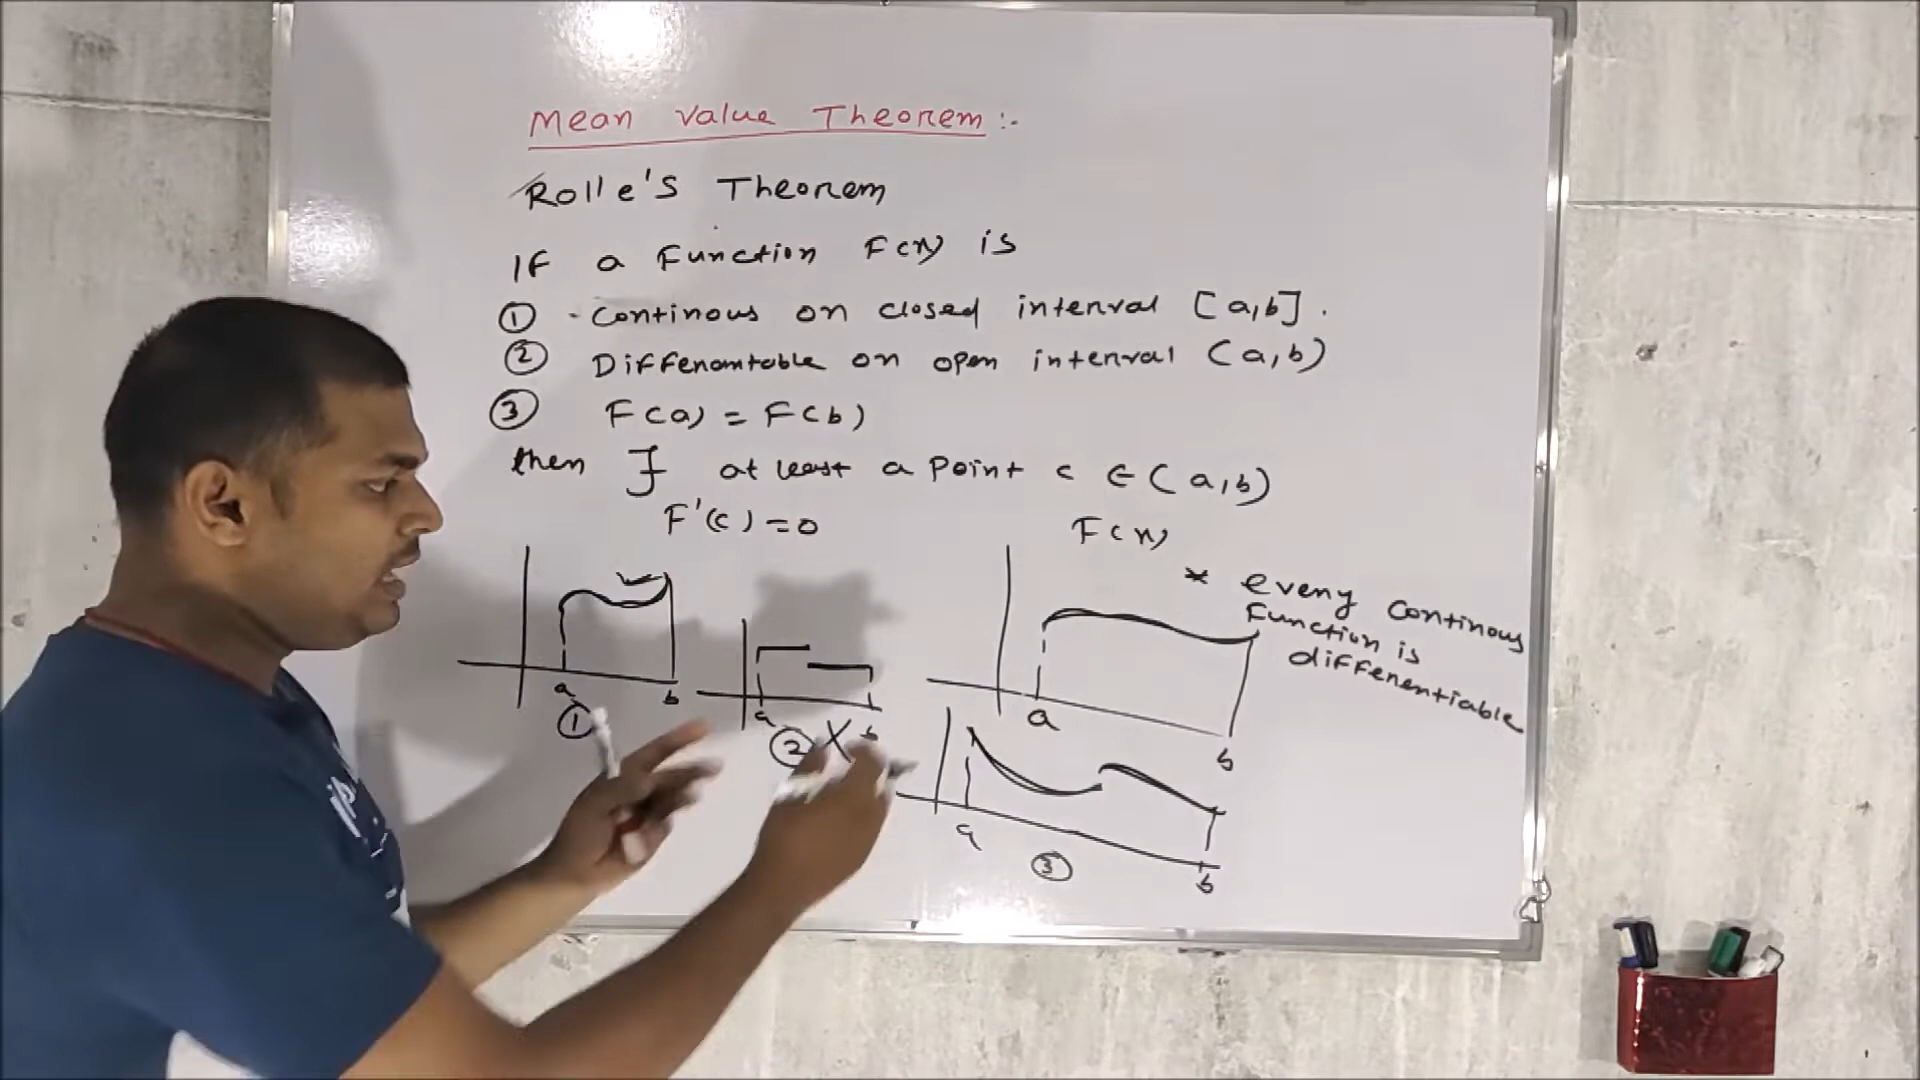 Mean Value Theorem :-
Rolle's Theorem
IF a Function F(x) is
① - Continous on closed interval [a,b].
② Differentable on open interval (a,b)
③ F(a) = F(b)
then ∃ at least a Point c ∈ (a,b)
F'(c) = 0
F(x)
* every Continous
Function is
differentiable
a
b
①
a
② X
b
a
b
a
③
b